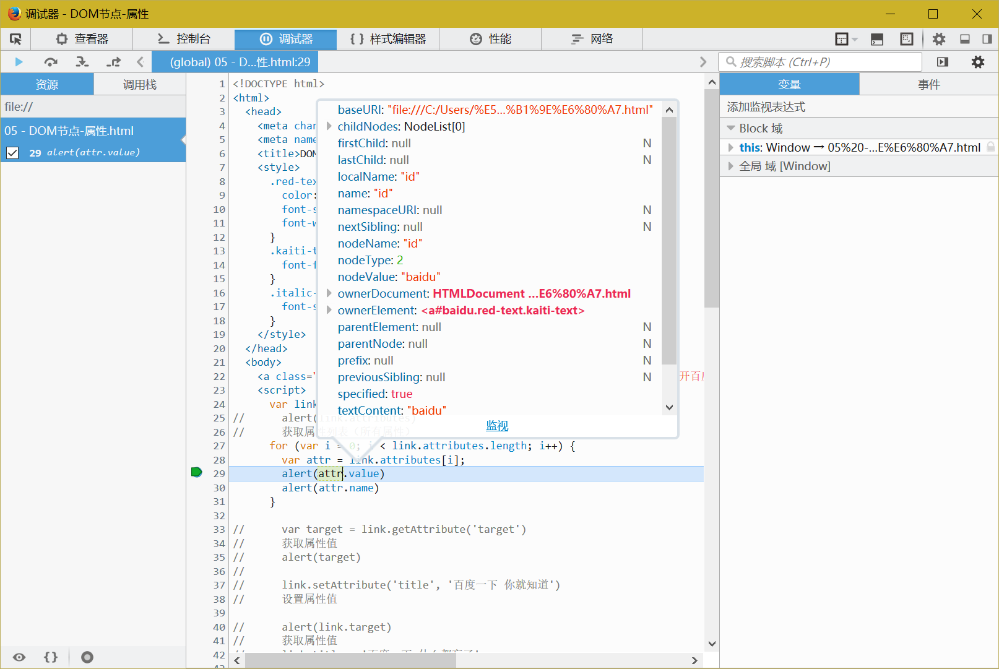 调试器 - DOM节点-属性
查看器 控制台 调试器 { } 样式编辑器 性能 网络
(global) 05 - D...性.html:29 搜索脚本 (Ctrl+P)
资源 调用栈
file://
05 - DOM节点-属性.html
29 alert(attr.value)
1 <!DOCTYPE html>
2 <html>
3 <head>
4 <meta char
5 <meta name
6 <title>DOM
7 <style>
8 .red-tex
9 color:
10 font-s
11 font-w
12 }
13 .kaiti-t
14 font-f
15 }
16 .italic-
17 font-s
18 }
19 </style>
20 </head>
21 <body>
22 <a class=" 开百
23 <script>
24 var link
25 // alert(link.attributes)
26 // 获取属性列表（所有属性）
27 for (var i = 0; i < link.attributes.length; i++) {
28 var attr = link.attributes[i];
29 alert(attr.value)
30 alert(attr.name)
31 }
32
33 // var target = link.getAttribute('target')
34 // 获取属性值
35 // alert(target)
36 //
37 // link.setAttribute('title', '百度一下 你就知道')
38 // 设置属性值
39
40 // alert(link.target)
41 // 获取属性值
42
baseURI: "file:///C:/Users/%E5...%B1%9E%E6%80%A7.html"
childNodes: NodeList[0]
firstChild: null N
lastChild: null N
localName: "id"
name: "id"
namespaceURI: null N
nextSibling: null N
nodeName: "id"
nodeType: 2
nodeValue: "baidu"
ownerDocument: HTMLDocument ...E6%80%A7.html
ownerElement: <a#baidu.red-text.kaiti-text>
parentElement: null N
parentNode: null N
prefix: null N
previousSibling: null N
specified: true
textContent: "baidu"
监视
变量 事件
添加监视表达式
Block 域
this: Window → 05%20-...E%E6%80%A7.html
全局 域 [Window]
{ }